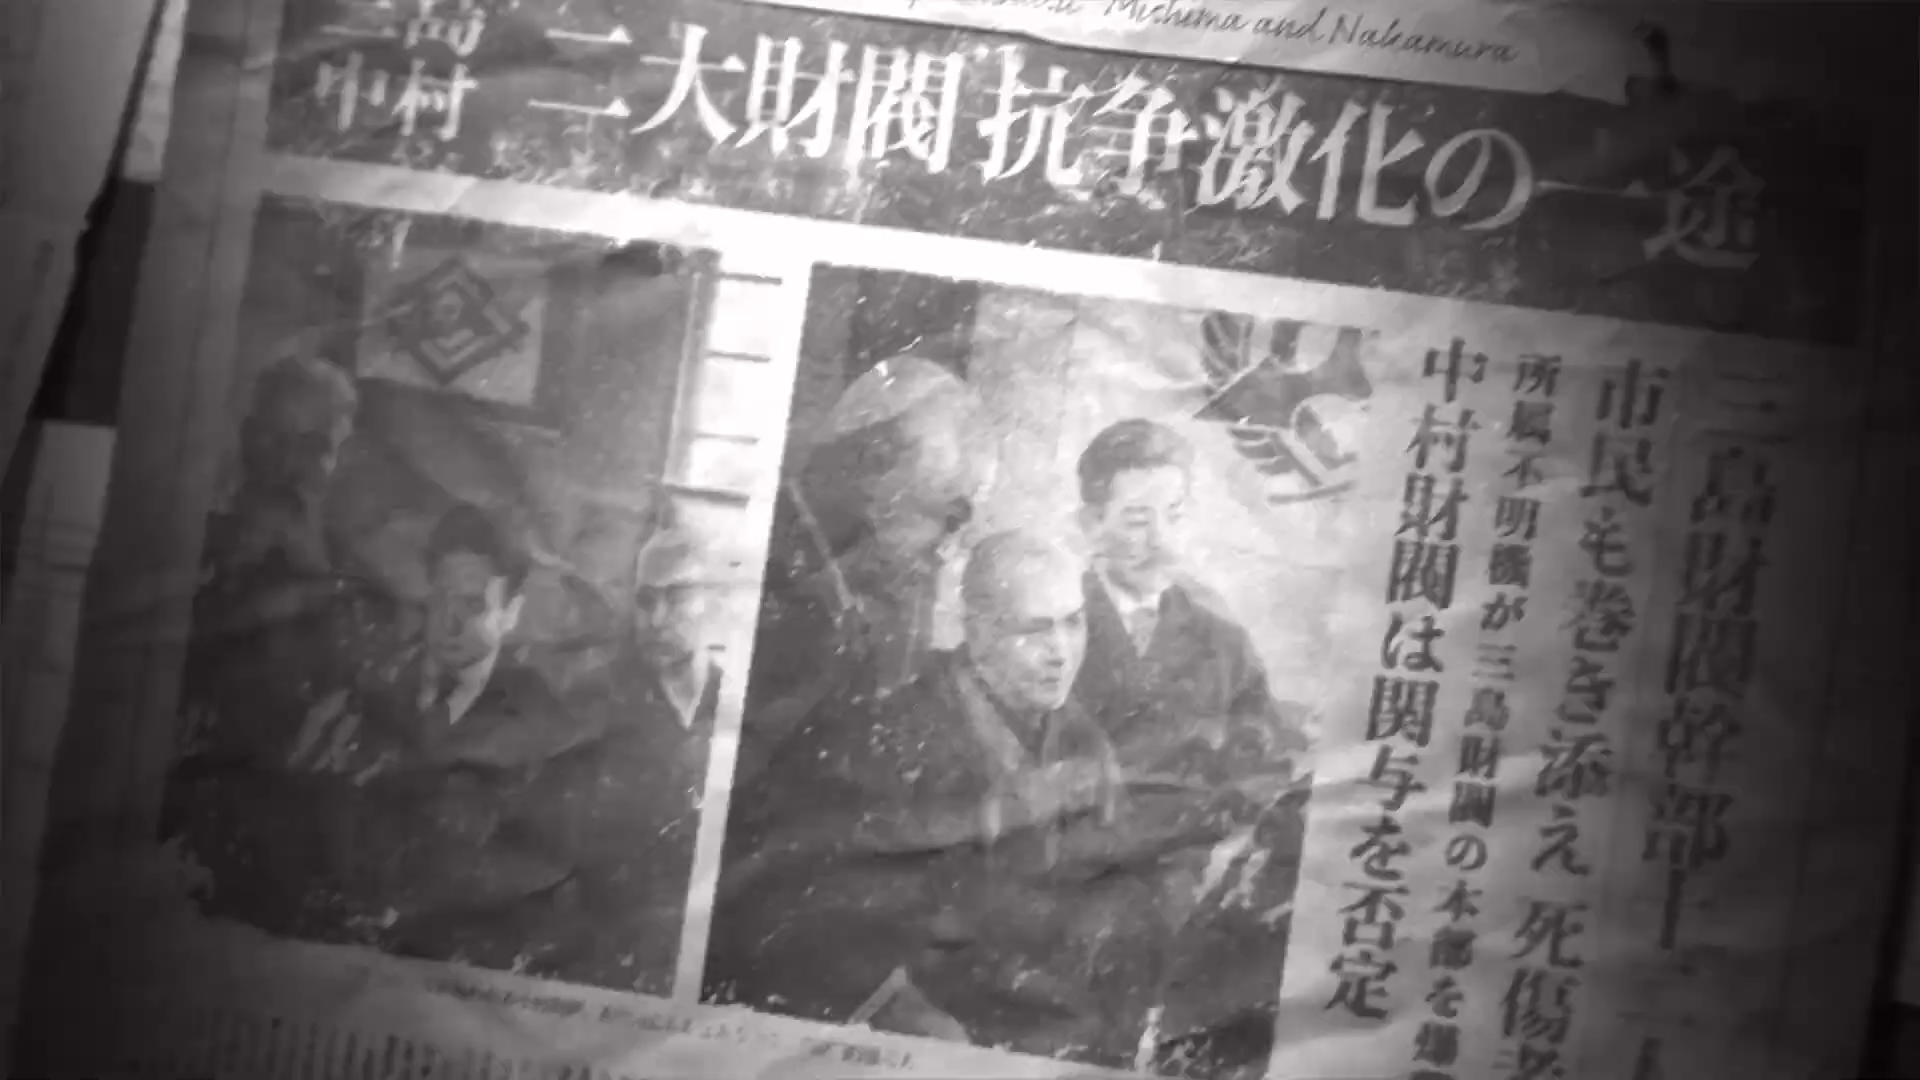 Mishima and Nakamura
三島
中村
二大財閥 抗争激化の一途
三島財閥幹部
市民も巻き添え 死傷
所属不明機が三島財閥の本部を爆
中村財閥は関与を否定